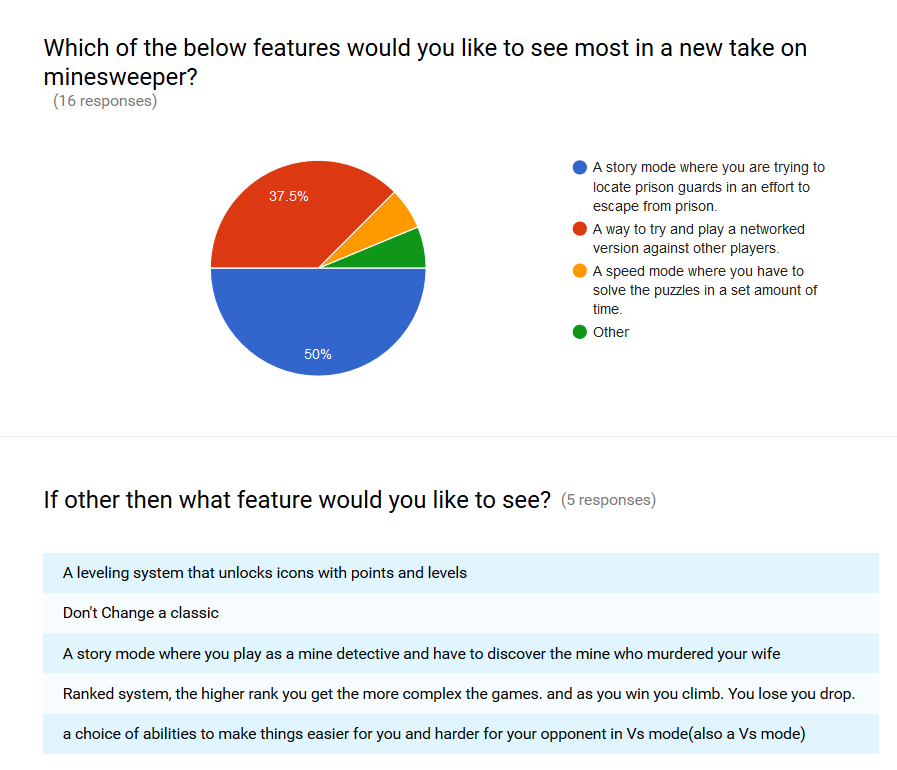 Which of the below features would you like to see most in a new take on
minesweeper?
(16 responses)
37.5%
50%
A story mode where you are trying to
locate prison guards in an effort to
escape from prison.
A way to try and play a networked
version against other players.
A speed mode where you have to
solve the puzzles in a set amount of
time.
Other
If other then what feature would you like to see? (5 responses)
A leveling system that unlocks icons with points and levels
Don't Change a classic
A story mode where you play as a mine detective and have to discover the mine who murdered your wife
Ranked system, the higher rank you get the more complex the games. and as you win you climb. You lose you drop.
a choice of abilities to make things easier for you and harder for your opponent in Vs mode(also a Vs mode)